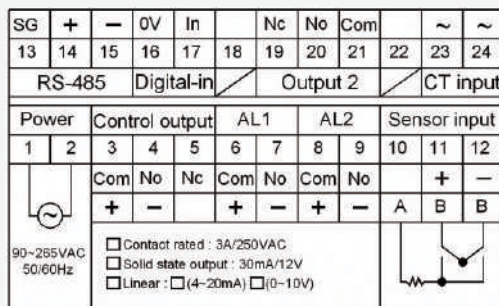 SG + − 0V In Nc No Com ~ ~
13 14 15 16 17 18 19 20 21 22 23 24
RS-485 Digital-in Output 2 CT input
Power Control output AL1 AL2 Sensor input
1 2 3 4 5 6 7 8 9 10 11 12
Com No Nc Com No Com No + −
+ − + − + − A B B
90~265VAC
50/60Hz
□Contact rated : 3A/250VAC
□Solid state output : 30mA/12V
□Linear : □(4~20mA) □(0~10V)